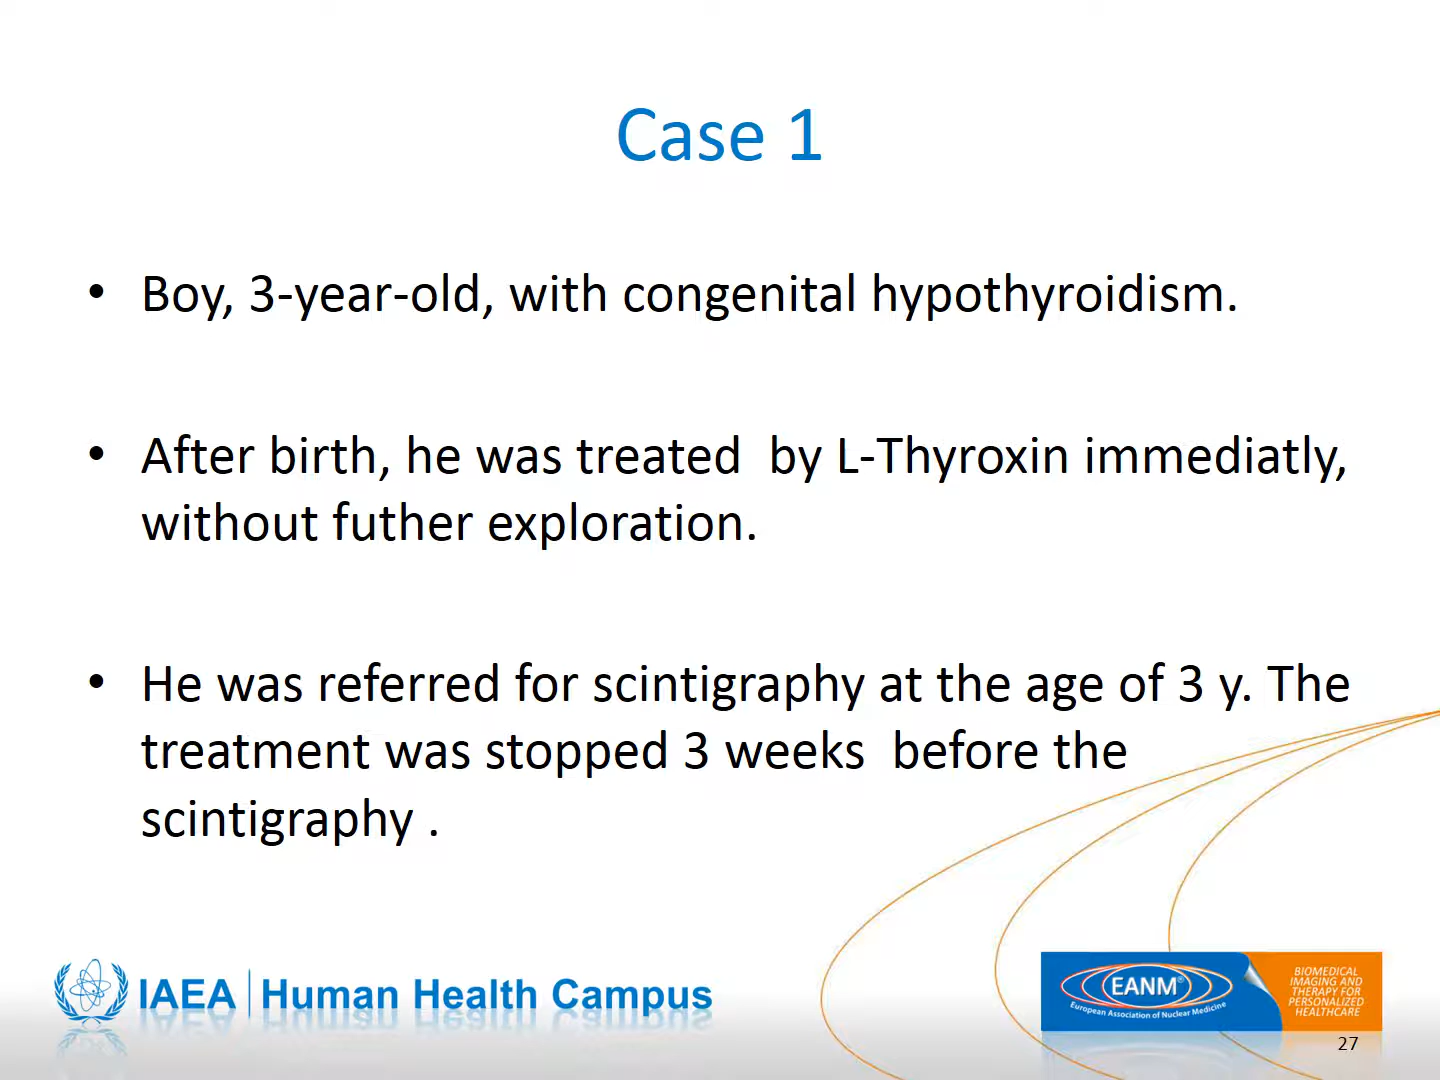 Case 1
• Boy, 3-year-old, with congenital hypothyroidism.
• After birth, he was treated  by L-Thyroxin immediatly,
without futher exploration.
• He was referred for scintigraphy at the age of 3 y. The
treatment was stopped 3 weeks  before the
scintigraphy .
IAEA | Human Health Campus
EANM®
European Association of Nuclear Medicine
BIOMEDICAL
IMAGING AND
THERAPY FOR
PERSONALIZED
HEALTHCARE
27